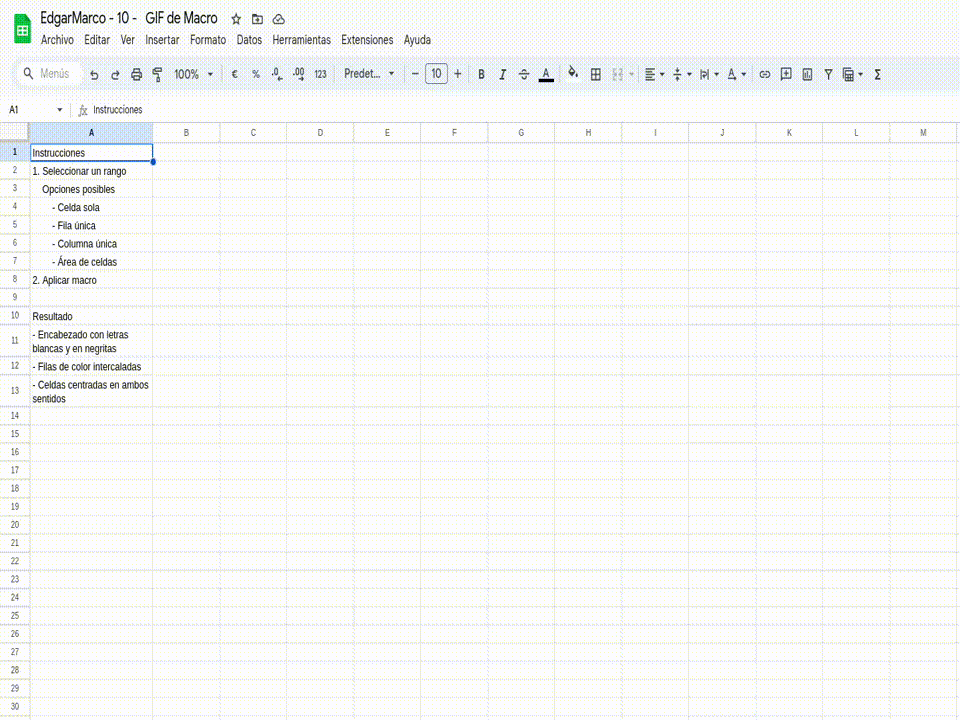 EdgarMarco - 10 -   GIF de Macro
Archivo Editar Ver Insertar Formato Datos Herramientas Extensiones Ayuda
Menús 100% € % .0 .00 123 Predet... − 10 + B I S A Σ
A1 fx Instrucciones
A B C D E F G H I J K L M
1 Instrucciones
2 1. Seleccionar un rango
3 Opciones posibles
4 - Celda sola
5 - Fila única
6 - Columna única
7 - Área de celdas
8 2. Aplicar macro
9
10 Resultado
11 - Encabezado con letras
blancas y en negritas
12 - Filas de color intercaladas
13 - Celdas centradas en ambos
sentidos
14
15
16
17
18
19
20
21
22
23
24
25
26
27
28
29
30